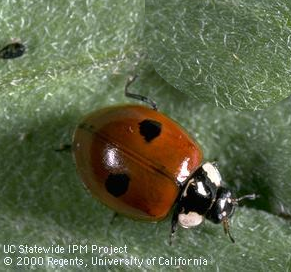 UC Statewide IPM Project
© 2000 Regents, University of California